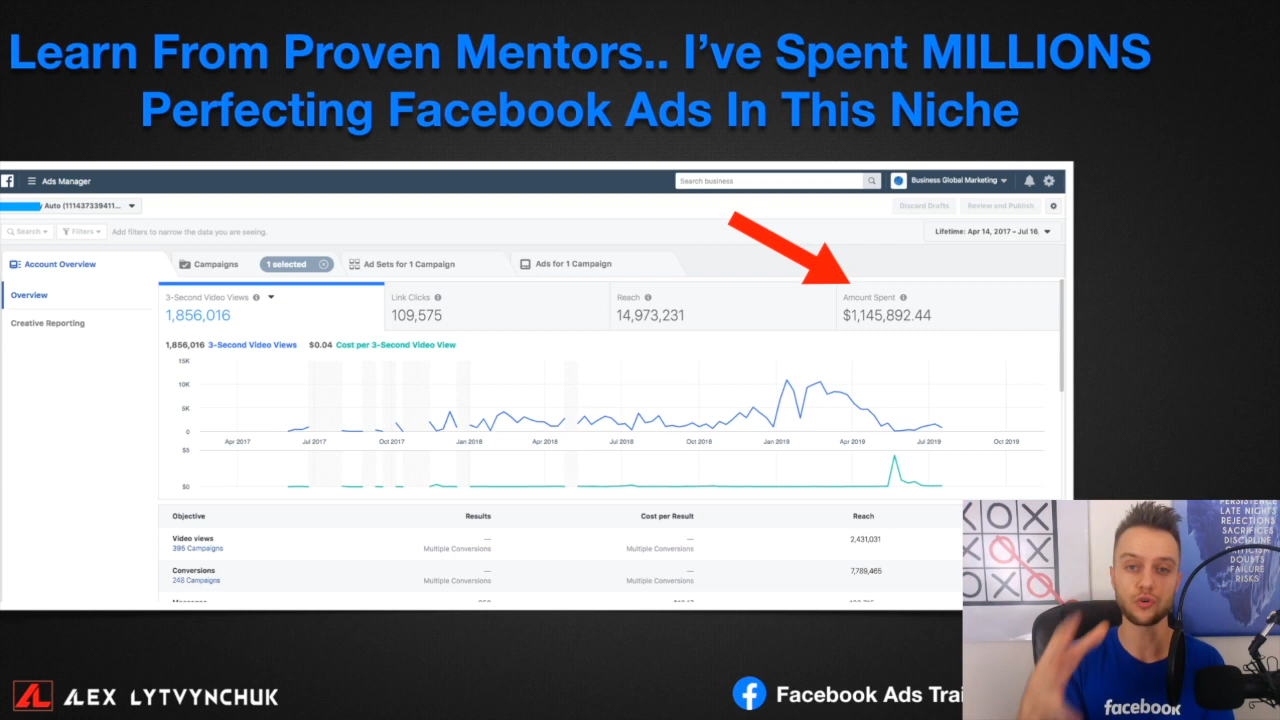 Learn From Proven Mentors.. I've Spent MILLIONS
Perfecting Facebook Ads In This Niche
Ads Manager
Search business
Business Global Marketing
Auto (111437339411...
Discard Drafts
Review and Publish
Search
Filters
Add filters to narrow the data you are seeing.
Lifetime: Apr 14, 2017 – Jul 16,
Account Overview
Campaigns
1 selected
Ad Sets for 1 Campaign
Ads for 1 Campaign
Overview
Creative Reporting
3-Second Video Views
1,856,016
Link Clicks
109,575
Reach
14,973,231
Amount Spent
$1,145,892.44
1,856,016 3-Second Video Views $0.04 Cost per 3-Second Video View
15K
10K
5K
0
Apr 2017 Jul 2017 Oct 2017 Jan 2018 Apr 2018 Jul 2018 Oct 2018 Jan 2019 Apr 2019 Jul 2019 Oct 2019
$5
$0
Objective Results Cost per Result Reach
Video views — — 2,431,031
395 Campaigns Multiple Conversions Multiple Conversions
Conversions — — 7,789,465
248 Campaigns Multiple Conversions Multiple Conversions
LATE NIGHTS
REJECTIONS
SACRIFICES
DISCIPLINE
CRITICISM
DOUBTS
FAILURE
RISKS
facebook
ALEX LYTVYNCHUK
Facebook Ads Trai